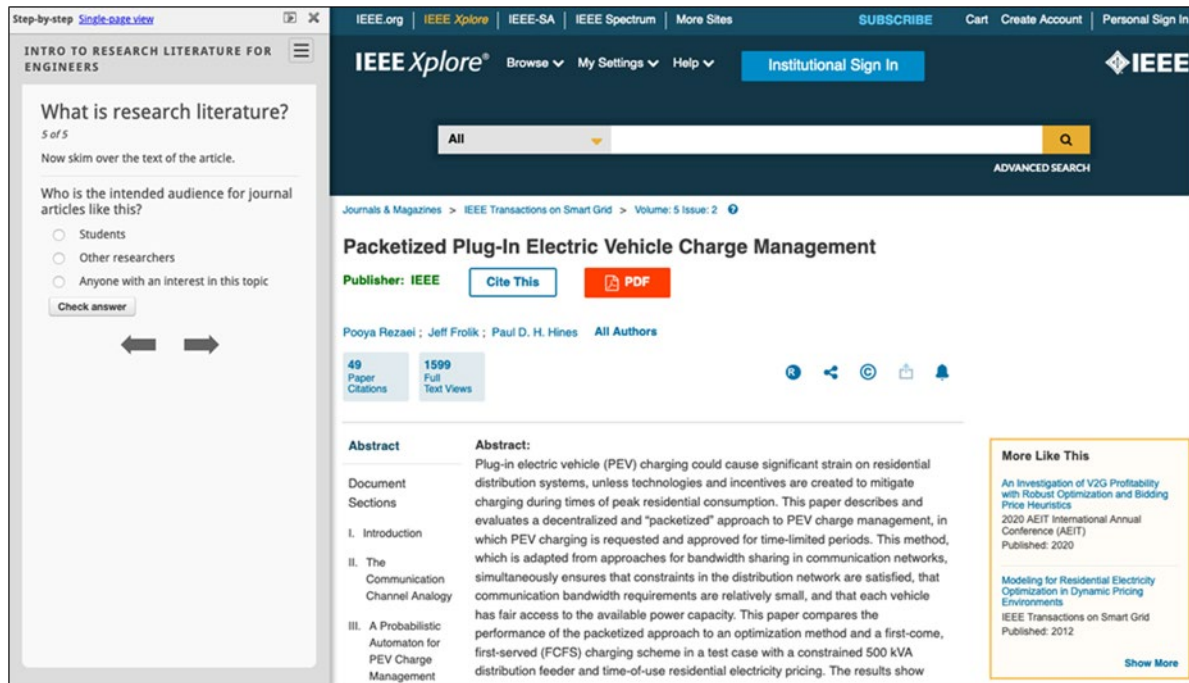 Step-by-step Single-page view
INTRO TO RESEARCH LITERATURE FOR
ENGINEERS
What is research literature?
5 of 5
Now skim over the text of the article.
Who is the intended audience for journal
articles like this?
Students
Other researchers
Anyone with an interest in this topic
Check answer
IEEE.org IEEE Xplore IEEE-SA IEEE Spectrum More Sites SUBSCRIBE Cart Create Account Personal Sign In
IEEE Xplore® Browse My Settings Help Institutional Sign In IEEE
All
ADVANCED SEARCH
Journals & Magazines > IEEE Transactions on Smart Grid > Volume: 5 Issue: 2 ?
Packetized Plug-In Electric Vehicle Charge Management
Publisher: IEEE Cite This PDF
Pooya Rezaei ; Jeff Frolik ; Paul D. H. Hines All Authors
49
Paper
Citations
1599
Full
Text Views
R ©
Abstract
Document
Sections
I. Introduction
II. The
Communication
Channel Analogy
III. A Probabilistic
Automaton for
PEV Charge
Management
Abstract:
Plug-in electric vehicle (PEV) charging could cause significant strain on residential
distribution systems, unless technologies and incentives are created to mitigate
charging during times of peak residential consumption. This paper describes and
evaluates a decentralized and “packetized” approach to PEV charge management, in
which PEV charging is requested and approved for time-limited periods. This method,
which is adapted from approaches for bandwidth sharing in communication networks,
simultaneously ensures that constraints in the distribution network are satisfied, that
communication bandwidth requirements are relatively small, and that each vehicle
has fair access to the available power capacity. This paper compares the
performance of the packetized approach to an optimization method and a first-come,
first-served (FCFS) charging scheme in a test case with a constrained 500 kVA
distribution feeder and time-of-use residential electricity pricing. The results show
More Like This
An Investigation of V2G Profitability
with Robust Optimization and Bidding
Price Heuristics
2020 AEIT International Annual
Conference (AEIT)
Published: 2020
Modeling for Residential Electricity
Optimization in Dynamic Pricing
Environments
IEEE Transactions on Smart Grid
Published: 2012
Show More